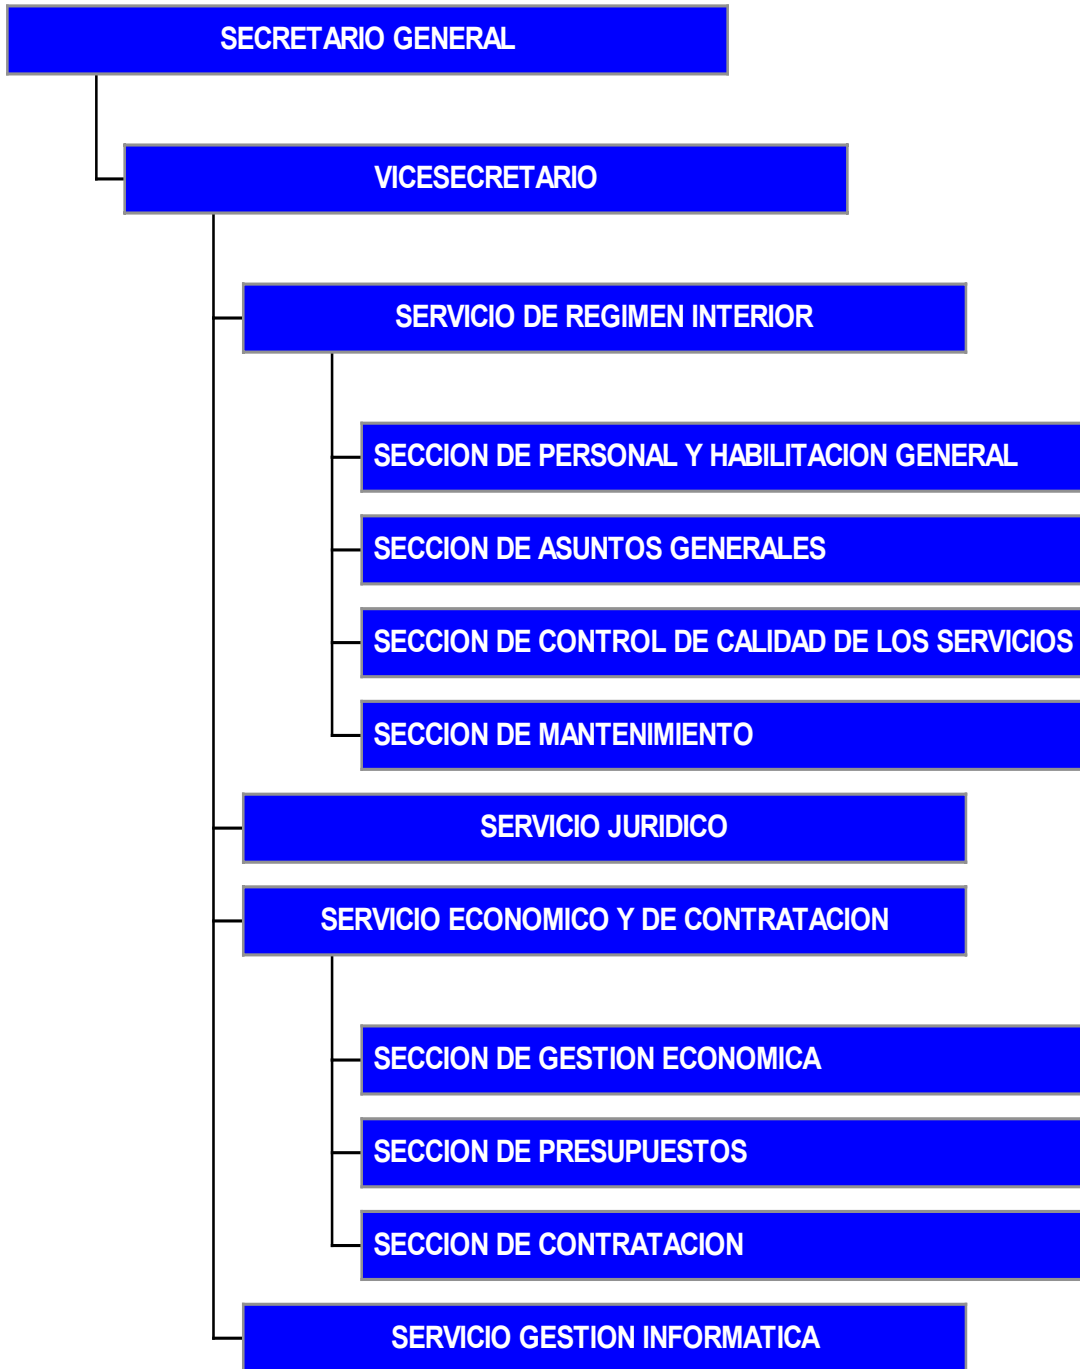 SECRETARIO GENERAL
VICESECRETARIO
SERVICIO DE REGIMEN INTERIOR
SECCION DE PERSONAL Y HABILITACION GENERAL
SECCION DE ASUNTOS GENERALES
SECCION DE CONTROL DE CALIDAD DE LOS SERVICIOS
SECCION DE MANTENIMIENTO
SERVICIO JURIDICO
SERVICIO ECONOMICO Y DE CONTRATACION
SECCION DE GESTION ECONOMICA
SECCION DE PRESUPUESTOS
SECCION DE CONTRATACION
SERVICIO GESTION INFORMATICA